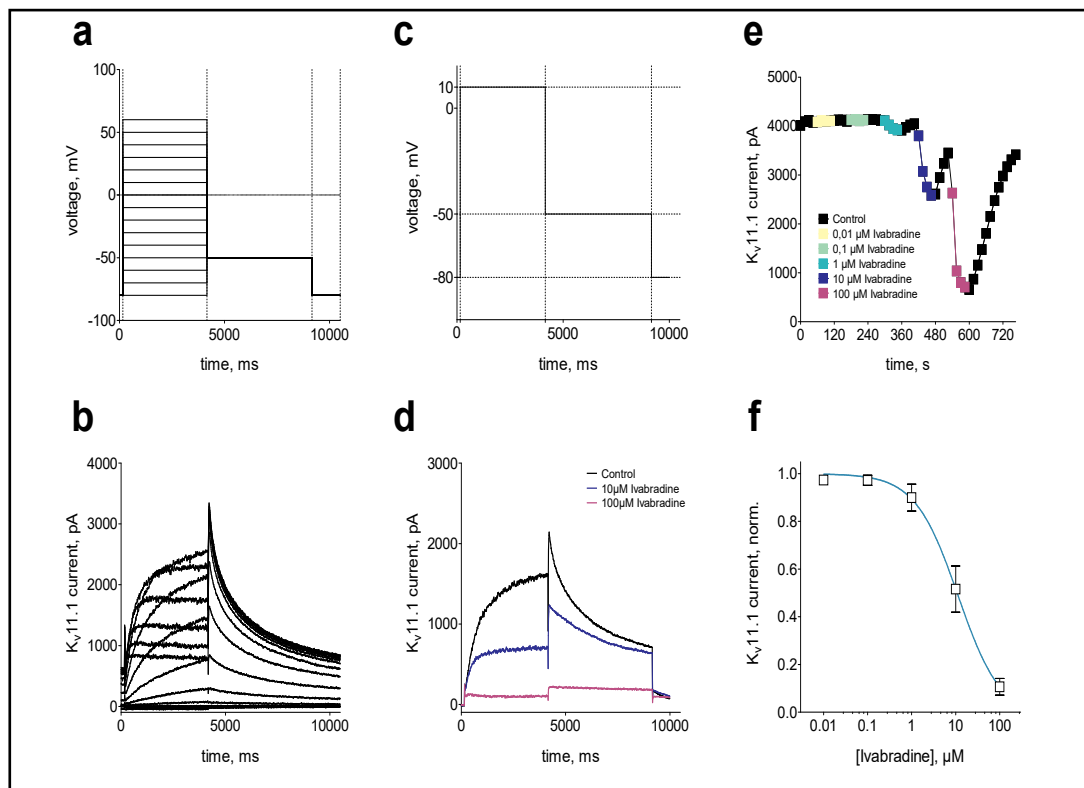 a
100
50
0
-50
-100
voltage, mV
0
5000
10000
time, ms
c
10
0
-50
-80
voltage, mV
0
5000
10000
time, ms
e
5000
4000
3000
2000
1000
0
Kv11.1 current, pA
Control
0,01 µM Ivabradine
0,1 µM Ivabradine
1 µM Ivabradine
10 µM Ivabradine
100 µM Ivabradine
0 120 240 360 480 600 720
time, s
b
4000
3000
2000
1000
0
Kv11.1 current, pA
0
5000
10000
time, ms
d
3000
2000
1000
0
Kv11.1 current, pA
Control
10µM Ivabradine
100µM Ivabradine
0
5000
10000
time, ms
f
1.0
0.8
0.6
0.4
0.2
0.0
Kv11.1 current, norm.
0.01 0.1 1 10 100
[Ivabradine], µM